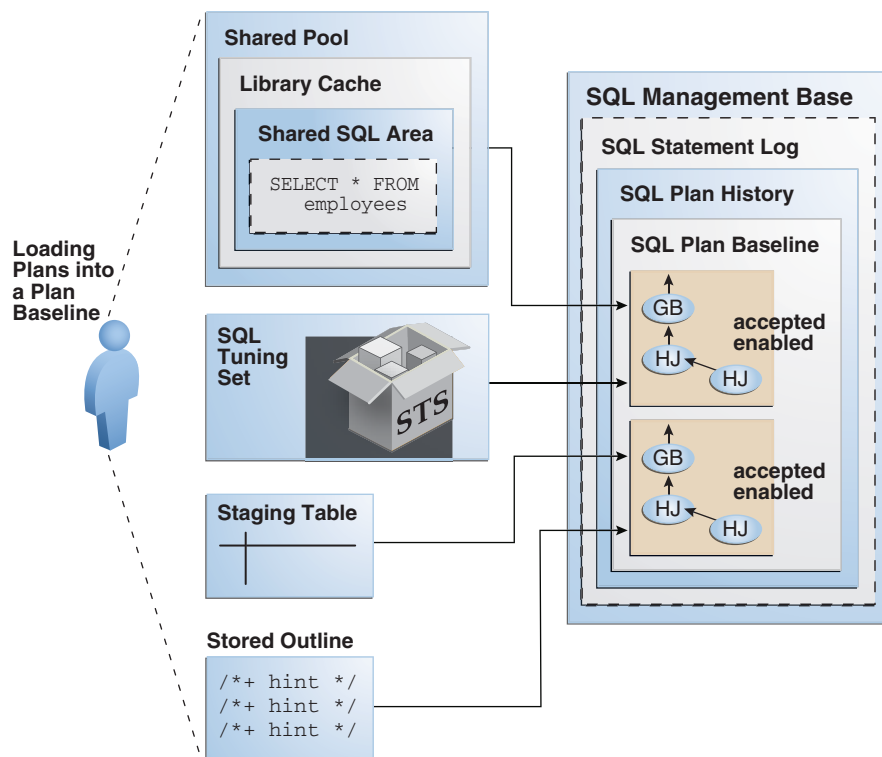 Loading
Plans into
a Plan
Baseline
Shared Pool
Library Cache
Shared SQL Area
SELECT * FROM
employees
SQL
Tuning
Set
STS
Staging Table
Stored Outline
/*+ hint */
/*+ hint */
/*+ hint */
SQL Management Base
SQL Statement Log
SQL Plan History
SQL Plan Baseline
GB
HJ
HJ
accepted
enabled
GB
HJ
HJ
accepted
enabled